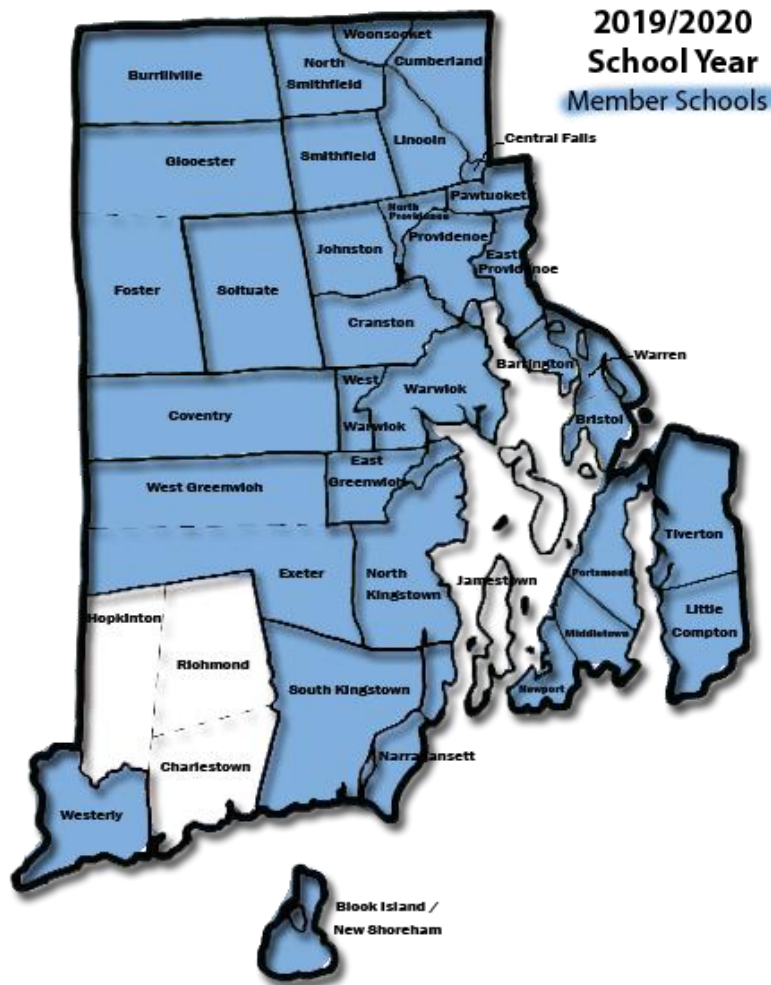 2019/2020
School Year
Member Schools
Woonsocket
Burrillville
North
Smithfield
Cumberland
Central Falls
Lincoln
Smithfield
Glocester
Pawtucket
North
Providence
Providence
Johnston
East
Providence
Foster
Scituate
Cranston
Barrington
Warren
West
Warwick
Warwick
Coventry
Bristol
East
Greenwich
West Greenwich
Tiverton
Exeter
North
Kingstown
Jamestown
Portsmouth
Hopkinton
Little
Compton
Middletown
Richmond
South Kingstown
Newport
Narragansett
Charlestown
Westerly
Block Island /
New Shoreham